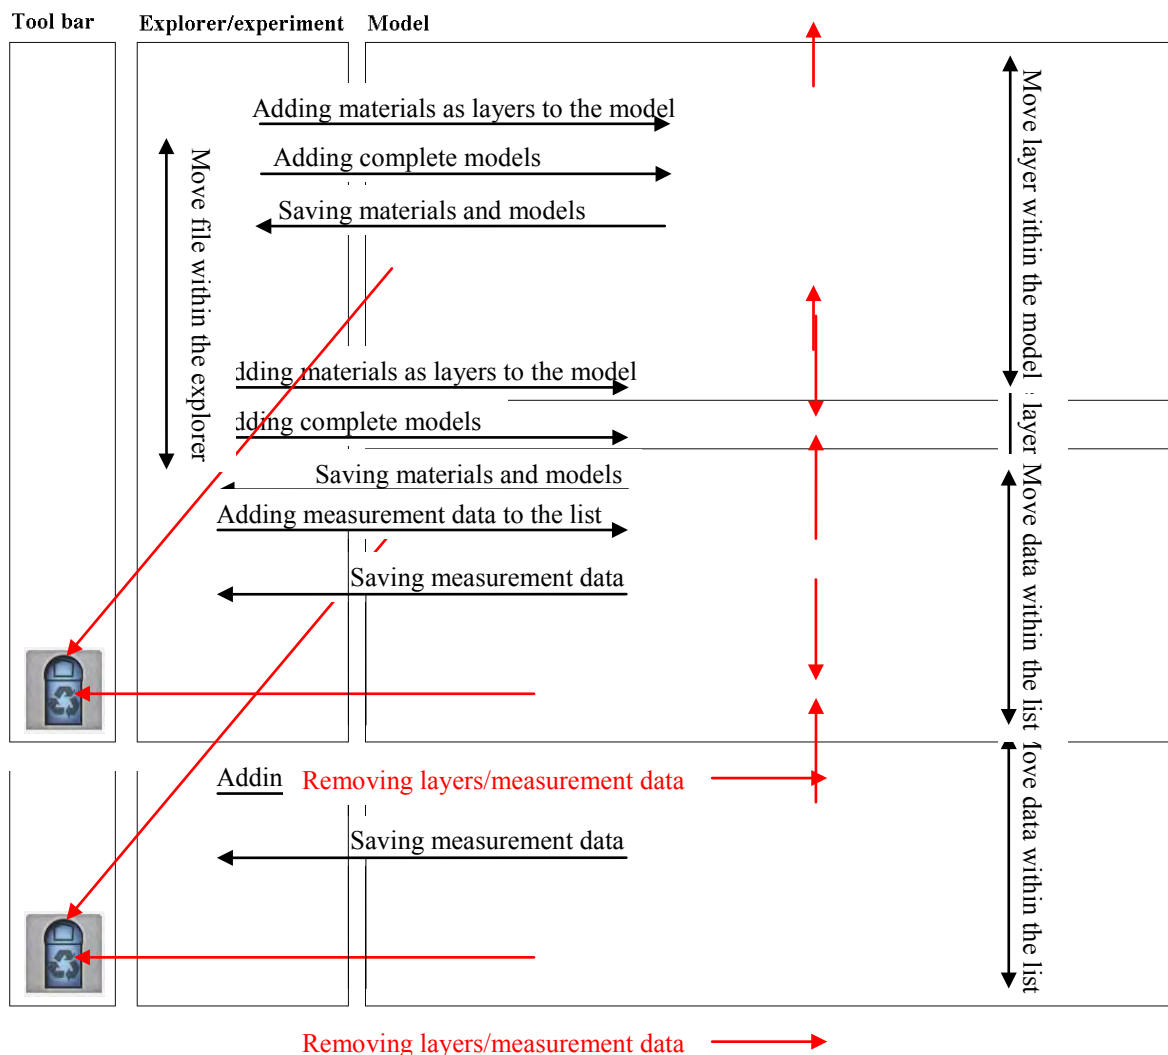 Tool bar
Explorer/experiment
Model
Adding materials as layers to the model
Adding complete models
Saving materials and models
Move file within the explorer
Move layer within the model
dding materials as layers to the model
dding complete models
layer
Saving materials and models
Adding measurement data to the list
Saving measurement data
Move data within the list
Addin
Removing layers/measurement data
Saving measurement data
ove data within the list
Removing layers/measurement data